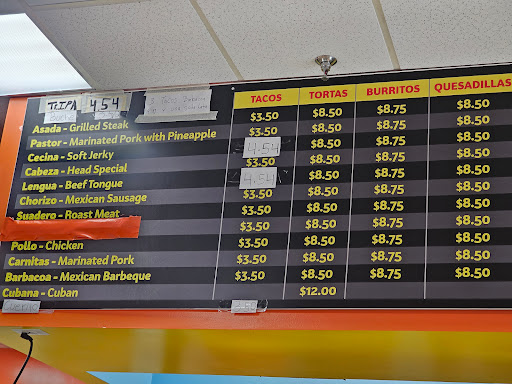 TriPA 4.54
TACOS TORTAS BURRITOS QUESADILLAS
Asada - Grilled Steak $3.50 $8.50 $8.75 $8.50
Pastor - Marinated Pork with Pineapple $3.50 $8.50 $8.75 $8.50
Cecina - Soft Jerky 4.54 $8.50 $8.75 $8.50
Cabeza - Head Special $3.50 $8.50 $8.75 $8.50
Lengua - Beef Tongue 4.54 $8.50 $8.75 $8.50
Chorizo - Mexican Sausage $3.50 $8.50 $8.75 $8.50
Suadero - Roast Meat $3.50 $8.50 $8.75 $8.50
$3.50 $8.50 $8.75 $8.50
Pollo - Chicken $3.50 $8.50 $8.75 $8.50
Carnitas - Marinated Pork $3.50 $8.50 $8.75 $8.50
Barbacoa - Mexican Barbeque $3.50 $8.50 $8.75 $8.50
Cubana - Cuban $12.00